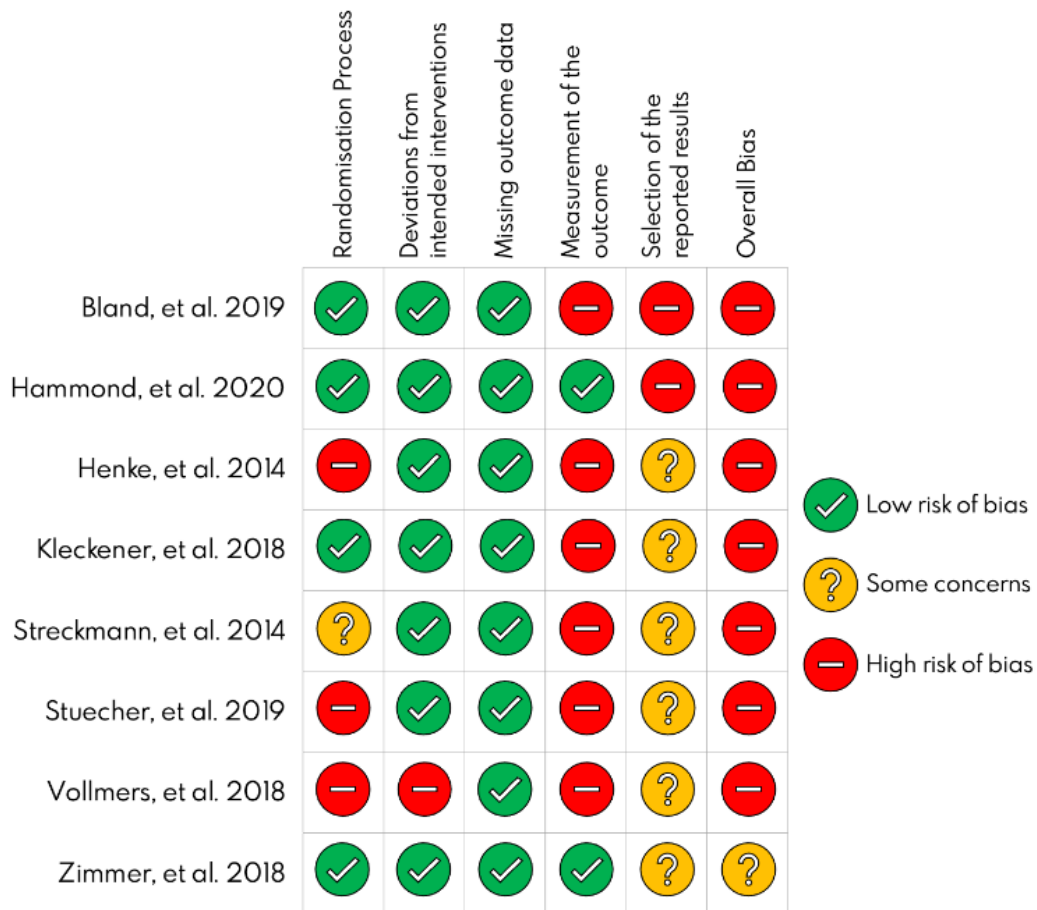 Randomisation Process
Deviations from
intended interventions
Missing outcome data
Measurement of the
outcome
Selection of the
reported results
Overall Bias
Bland, et al. 2019
Hammond, et al. 2020
Henke, et al. 2014
Kleckener, et al. 2018
Streckmann, et al. 2014
Stuecher, et al. 2019
Vollmers, et al. 2018
Zimmer, et al. 2018
Low risk of bias
? Some concerns
High risk of bias